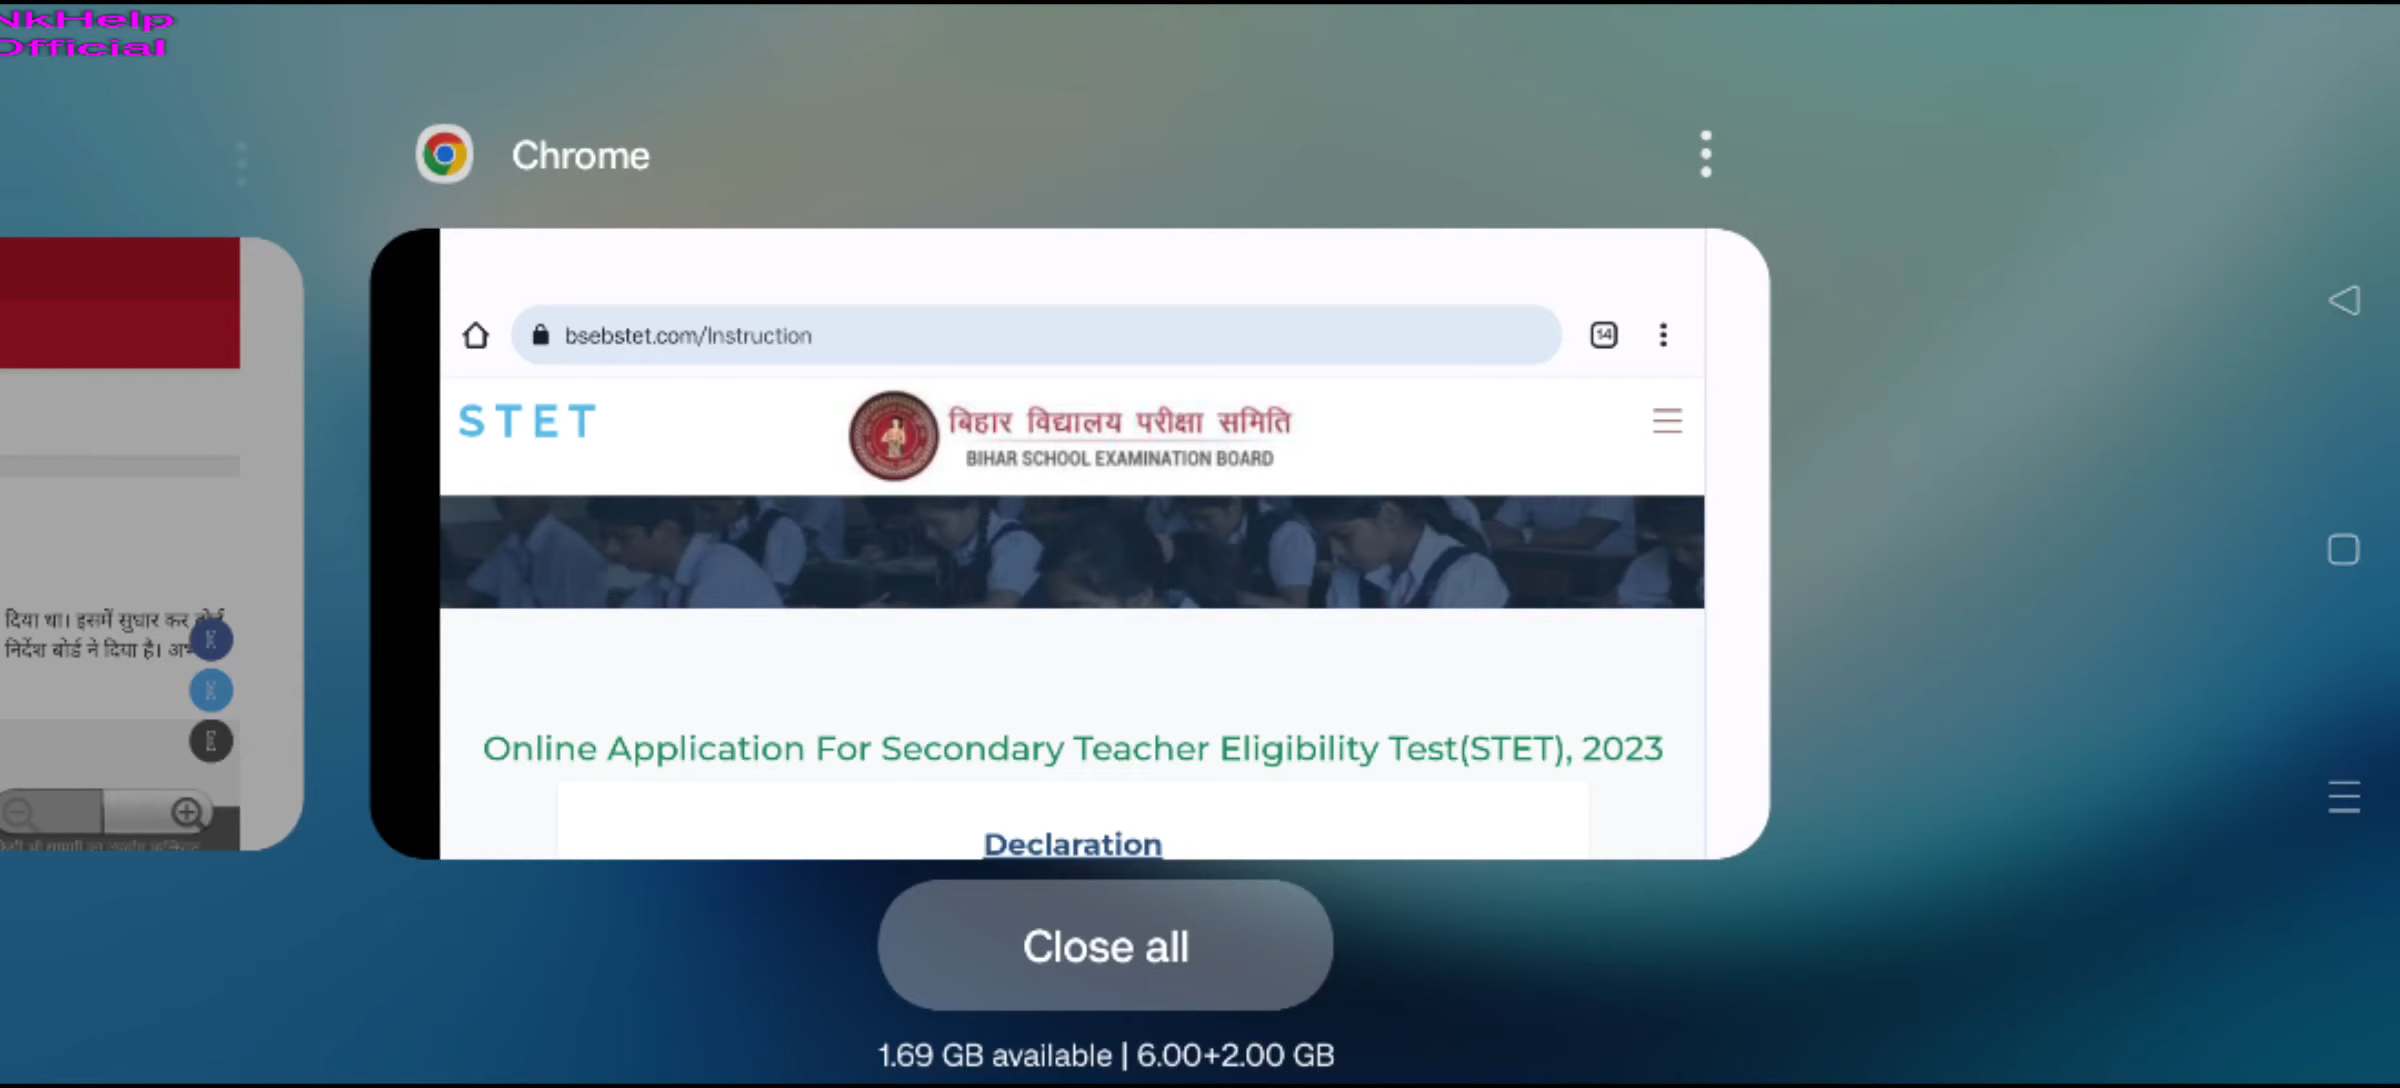 NkHelp
Official
Chrome
bsebstet.com/Instruction
14
STET
बिहार विद्यालय परीक्षा समिति
BIHAR SCHOOL EXAMINATION BOARD
दिया था। इसमें सुधार कर बोर्ड
निर्देश बोर्ड ने दिया है।
Online Application For Secondary Teacher Eligibility Test(STET), 2023
Declaration
Close all
1.69 GB available | 6.00+2.00 GB